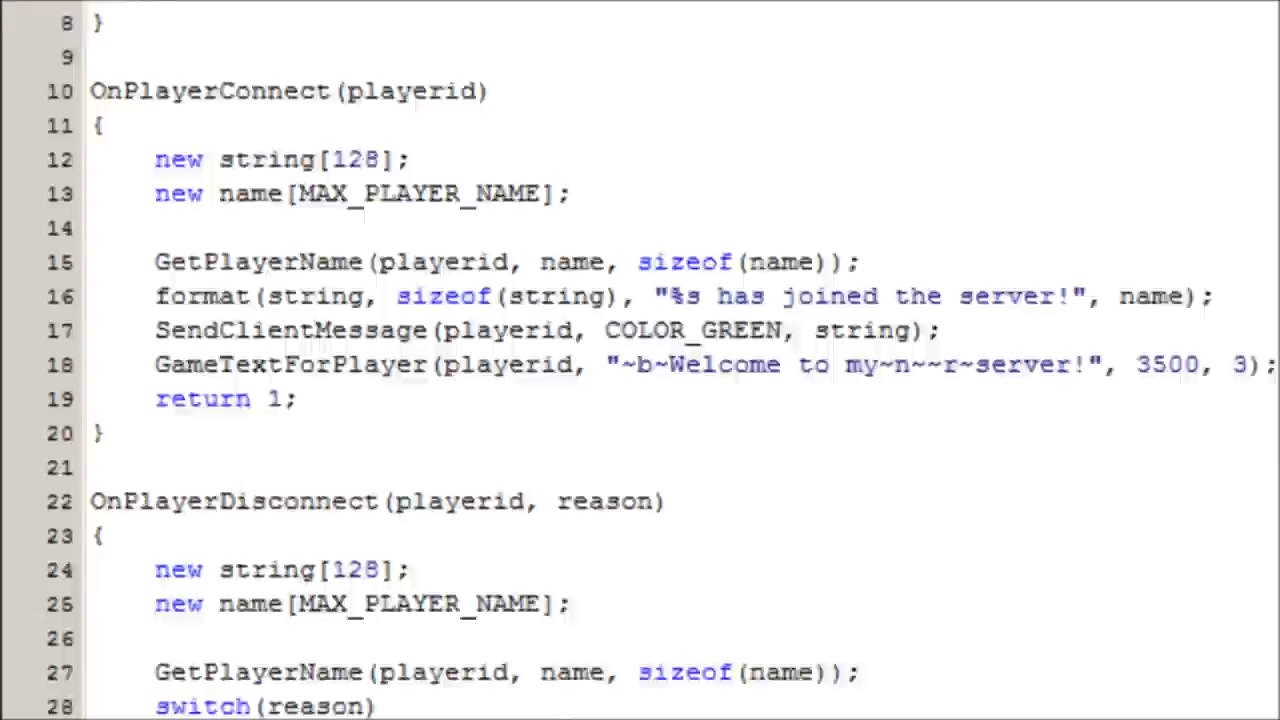 8 }
9
10 OnPlayerConnect(playerid)
11 {
12     new string[128];
13     new name[MAX_PLAYER_NAME];
14
15     GetPlayerName(playerid, name, sizeof(name));
16     format(string, sizeof(string), "%s has joined the server!", name);
17     SendClientMessage(playerid, COLOR_GREEN, string);
18     GameTextForPlayer(playerid, "~b~Welcome to my~n~~r~server!", 3500, 3);
19     return 1;
20 }
21
22 OnPlayerDisconnect(playerid, reason)
23 {
24     new string[128];
25     new name[MAX_PLAYER_NAME];
26
27     GetPlayerName(playerid, name, sizeof(name));
28     switch(reason)